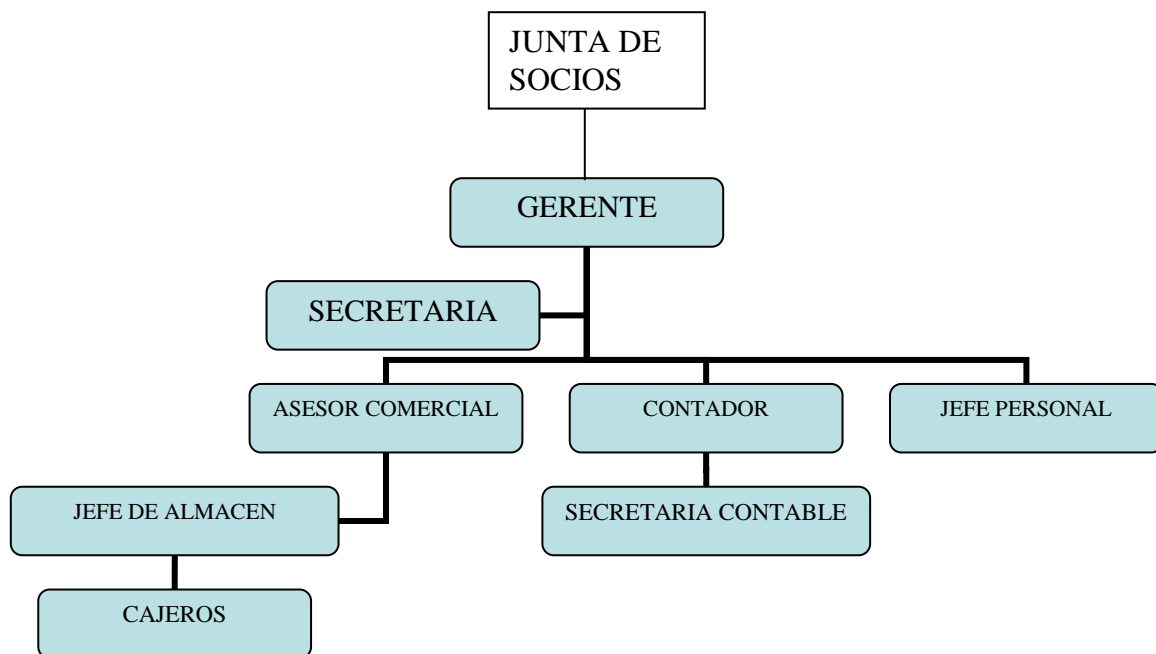 JUNTA DE
SOCIOS
GERENTE
SECRETARIA
ASESOR COMERCIAL
CONTADOR
JEFE PERSONAL
JEFE DE ALMACEN
SECRETARIA CONTABLE
CAJEROS